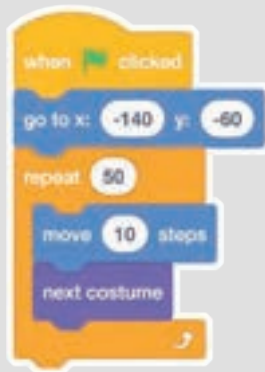 when clicked
go to x: -140 y: -60
repeat 50
move 10 steps
next costume